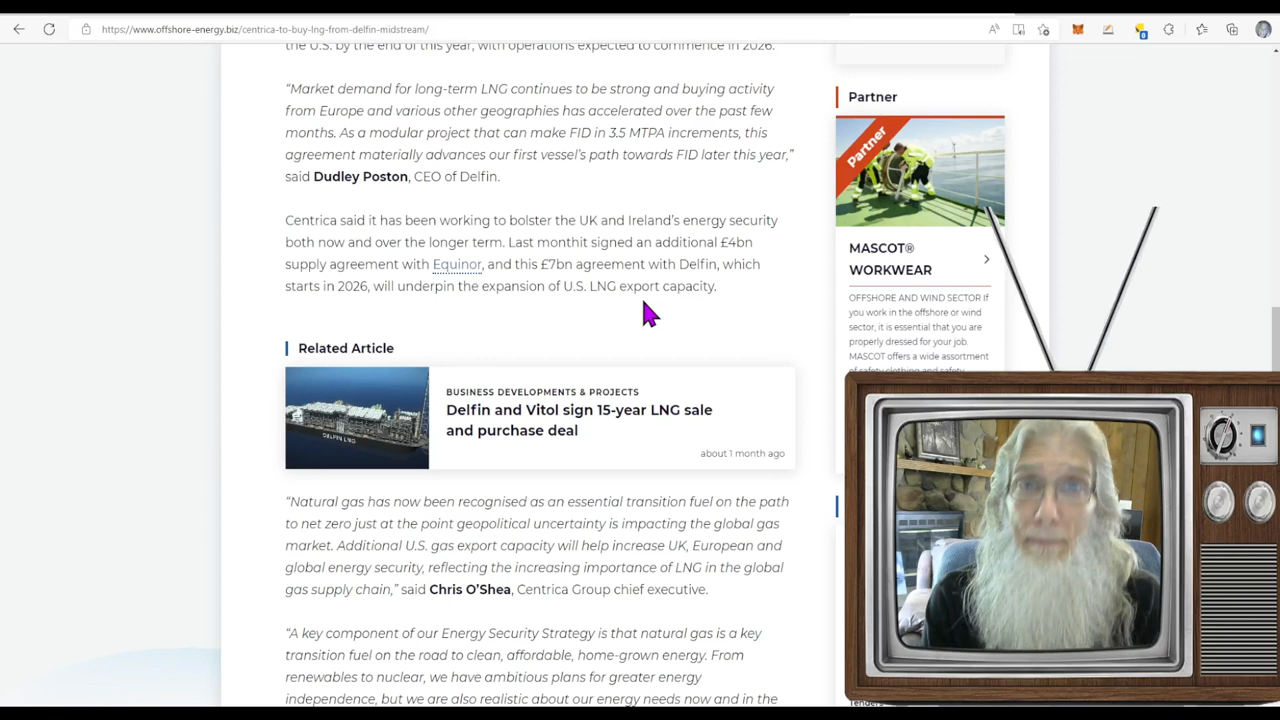 https://www.offshore-energy.biz/centrica-to-buy-lng-from-delfin-midstream/
the U.S. by the end of this year, with operations expected to commence in 2026.
“Market demand for long-term LNG continues to be strong and buying activity
from Europe and various other geographies has accelerated over the past few
months. As a modular project that can make FID in 3.5 MTPA increments, this
agreement materially advances our first vessel’s path towards FID later this year,”
said Dudley Poston, CEO of Delfin.
Centrica said it has been working to bolster the UK and Ireland’s energy security
both now and over the longer term. Last monthit signed an additional £4bn
supply agreement with Equinor, and this £7bn agreement with Delfin, which
starts in 2026, will underpin the expansion of U.S. LNG export capacity.
Related Article
BUSINESS DEVELOPMENTS & PROJECTS
Delfin and Vitol sign 15-year LNG sale
and purchase deal
about 1 month ago
DELFIN LNG
“Natural gas has now been recognised as an essential transition fuel on the path
to net zero just at the point geopolitical uncertainty is impacting the global gas
market. Additional U.S. gas export capacity will help increase UK, European and
global energy security, reflecting the increasing importance of LNG in the global
gas supply chain,” said Chris O’Shea, Centrica Group chief executive.
“A key component of our Energy Security Strategy is that natural gas is a key
transition fuel on the road to clean, affordable, home-grown energy. From
renewables to nuclear, we have ambitious plans for greater energy
independence, but we are also realistic about our energy needs now and in the
Partner
Partner
MASCOT®
WORKWEAR
OFFSHORE AND WIND SECTOR If
you work in the offshore or wind
sector, it is essential that you are
properly dressed for your job.
MASCOT offers a wide assortment
of safety clothing and safety
Tenders